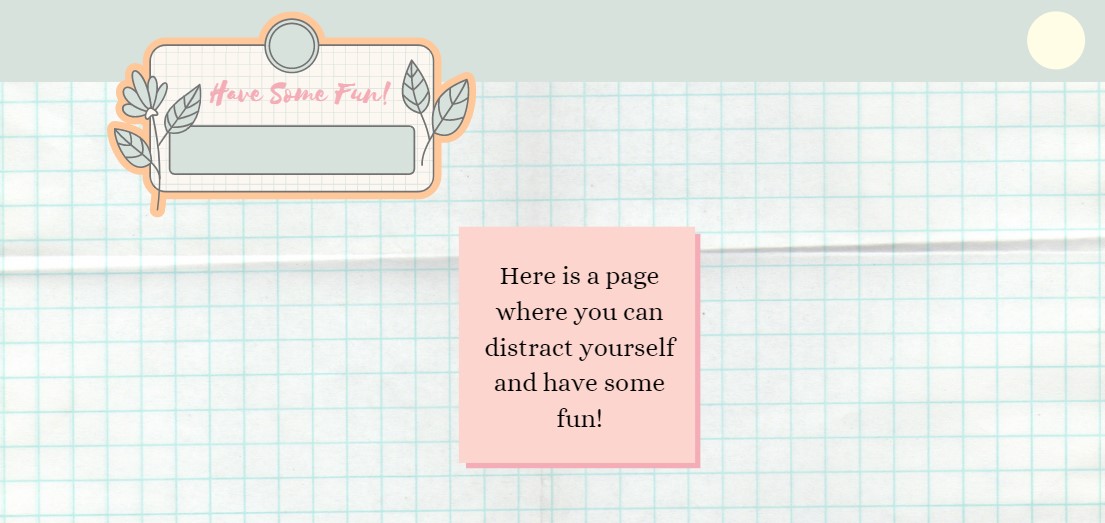 Have Some Fun!
Here is a page
where you can
distract yourself
and have some
fun!